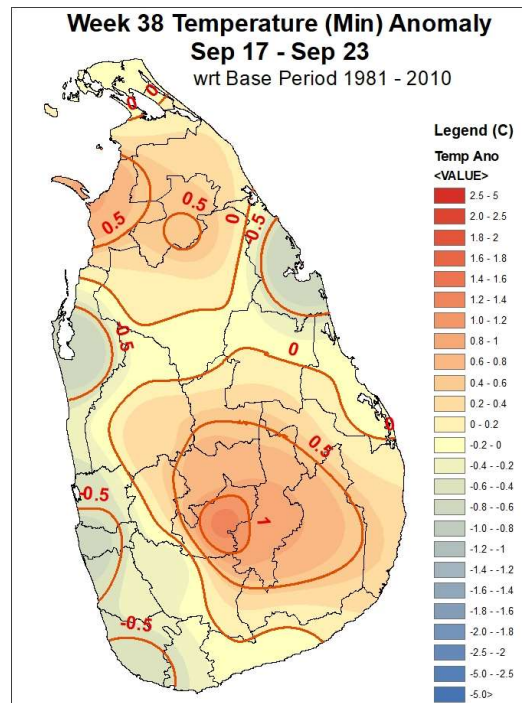 Week 38 Temperature (Min) Anomaly
Sep 17 - Sep 23
wrt Base Period 1981 - 2010
Legend (C)
Temp Ano
<VALUE>
2.5 - 5
2.0 - 2.5
1.8 - 2
1.6 - 1.8
1.4 - 1.6
1.2 - 1.4
1.0 - 1.2
0.8 - 1
0.6 - 0.8
0.4 - 0.6
0.2 - 0.4
0 - 0.2
-0.2 - 0
-0.4 - -0.2
-0.6 - -0.4
-0.8 - -0.6
-1.0 - -0.8
-1.2 - -1
-1.4 - -1.2
-1.6 - -1.4
-1.8 - -1.6
-2.0 - -1.8
-2.5 - -2
-5.0 - -2.5
-5.0>
0
0
0.5
0.5
0
-0.5
-0.5
0
0
0.5
1
-0.5
-0.5